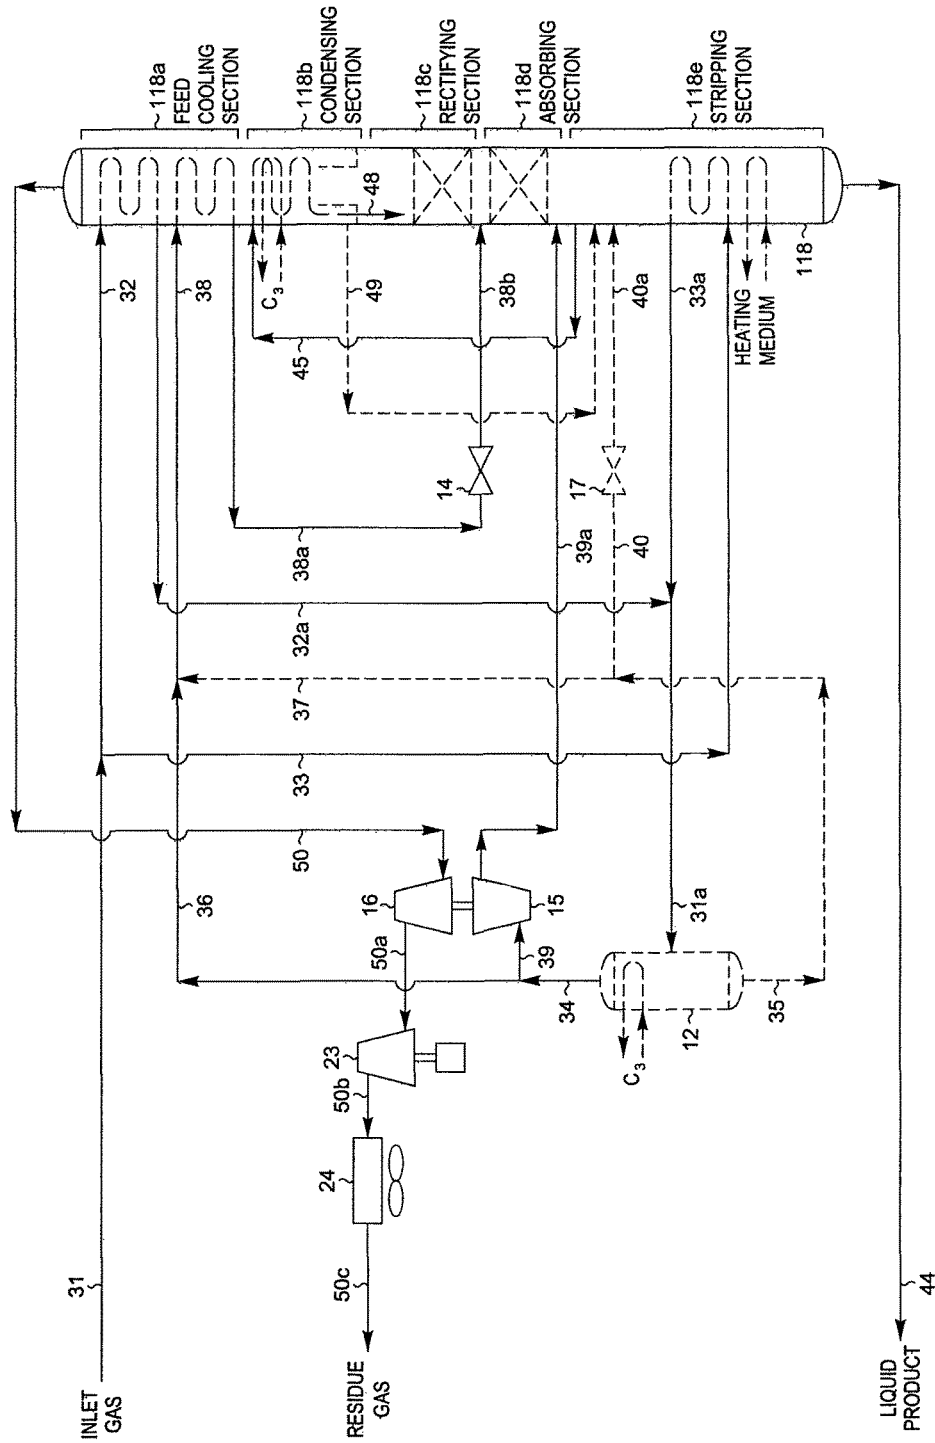 118a
FEED
COOLING
SECTION
118b
CONDENSING
SECTION
118c
RECTIFYING
SECTION
118d
ABSORBING
SECTION
118e
STRIPPING
SECTION
32
38
C3
49
48
45
38b
40a
33a
118
HEATING
MEDIUM
14
17
38a
39a
40
32a
37
33
50
36
16
15
31a
50a
39
34
35
12
C3
23
50b
24
50c
31
44
INLET
GAS
RESIDUE
GAS
LIQUID
PRODUCT